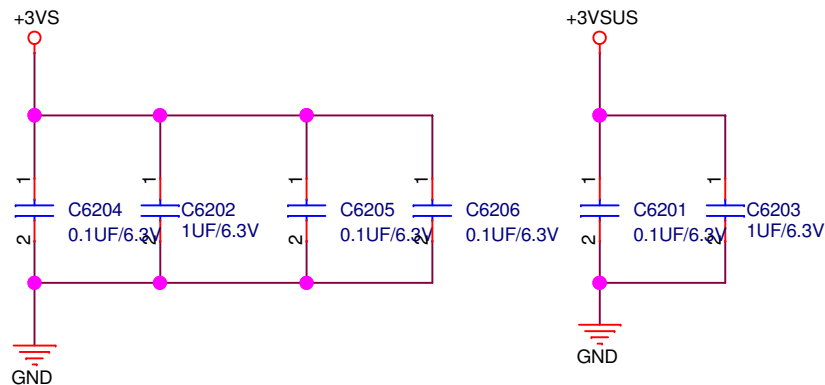 +3VS
+3VSUS
1
1
1
1
1
1
C6204
C6202
C6205
C6206
C6201
C6203
0.1UF/6.3V
1UF/6.3V
0.1UF/6.3V
0.1UF/6.3V
0.1UF/6.3V
1UF/6.3V
2
2
2
2
2
2
GND
GND